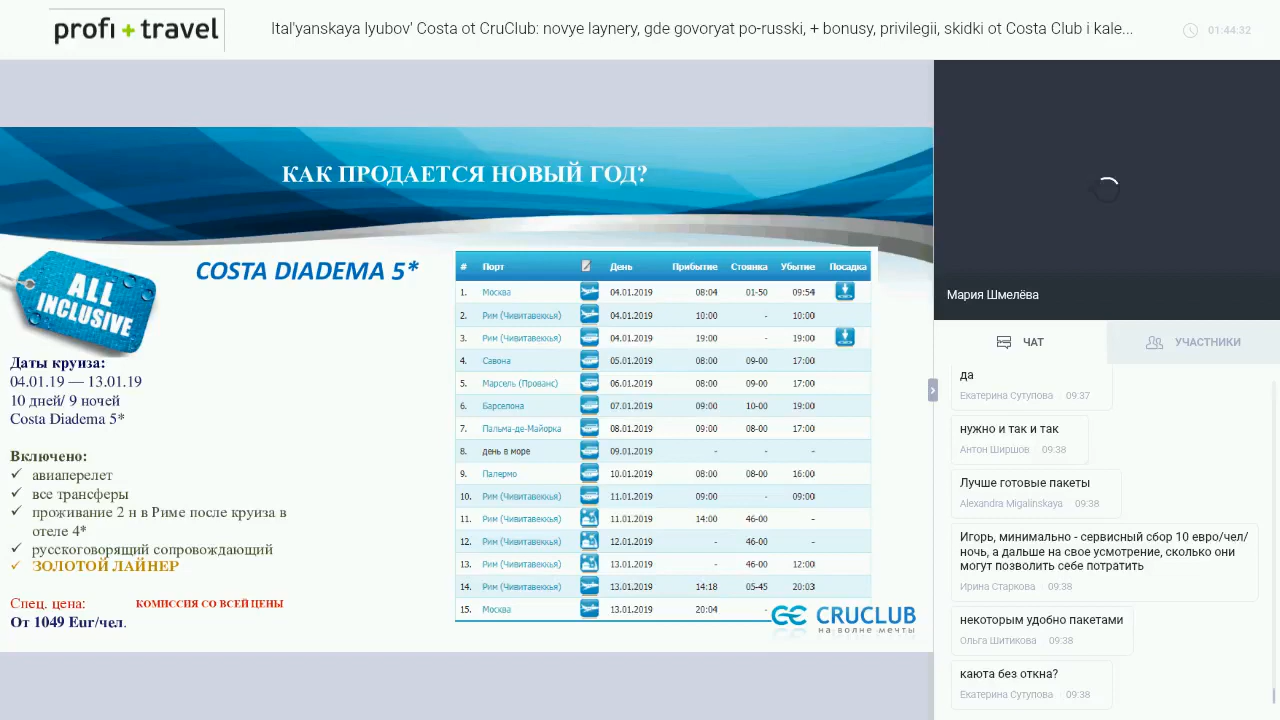 profi + travel
Ital'yanskaya lyubov' Costa ot CruClub: novye laynery, gde govoryat po-russki, + bonusy, privilegii, skidki ot Costa Club i kale...
01:44:32
КАК ПРОДАЕТСЯ НОВЫЙ ГОД?
ALL
INCLUSIVE
COSTA DIADEMA 5*
Даты круиза:
04.01.19 — 13.01.19
10 дней/ 9 ночей
Costa Diadema 5*
Включено:
✓ авиаперелет
✓ все трансферы
✓ проживание 2 н в Риме после круиза в
отеле 4*
✓ русскоговорящий сопровождающий
✓ ЗОЛОТОЙ ЛАЙНЕР
Спец. цена: КОМИССИЯ СО ВСЕЙ ЦЕНЫ
От 1049 Eur/чел.
# Порт День Прибытие Стоянка Убытие Посадка
1. Москва 04.01.2019 08:04 01-50 09:54
2. Рим (Чивитавеккья) 04.01.2019 10:00 - 10:00
3. Рим (Чивитавеккья) 04.01.2019 19:00 - 19:00
4. Савона 05.01.2019 08:00 09-00 17:00
5. Марсель (Прованс) 06.01.2019 08:00 09-00 17:00
6. Барселона 07.01.2019 09:00 10-00 19:00
7. Пальма-де-Майорка 08.01.2019 09:00 08-00 17:00
8. день в море 09.01.2019 - - -
9. Палермо 10.01.2019 08:00 08-00 16:00
10. Рим (Чивитавеккья) 11.01.2019 09:00 - 09:00
11. Рим (Чивитавеккья) 11.01.2019 14:00 46-00 -
12. Рим (Чивитавеккья) 12.01.2019 - 46-00 -
13. Рим (Чивитавеккья) 13.01.2019 - 46-00 12:00
14. Рим (Чивитавеккья) 13.01.2019 14:18 05-45 20:03
15. Москва 13.01.2019 20:04 -
CRUCLUB
на волне мечты
Мария Шмелёва
ЧАТ УЧАСТНИКИ
да
Екатерина Сутупова 09:37
нужно и так и так
Антон Ширшов 09:38
Лучше готовые пакеты
Alexandra Migalinskaya 09:38
Игорь, минимально - сервисный сбор 10 евро/чел/
ночь, а дальше на свое усмотрение, сколько они
могут позволить себе потратить
Ирина Старкова 09:38
некоторым удобно пакетами
Ольга Шитикова 09:38
каюта без откна?
Екатерина Сутупова 09:38